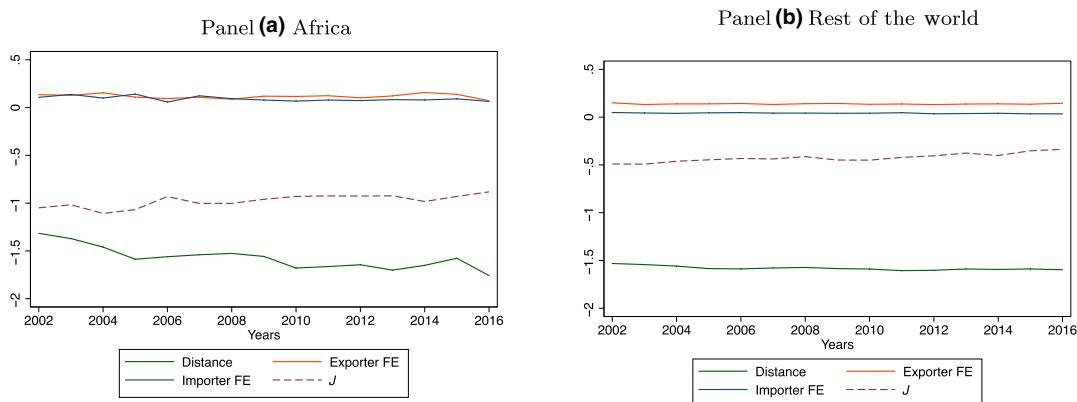 Panel (a) Africa
.5
0
-.5
-1
-1.5
-2
2002 2004 2006 2008 2010 2012 2014 2016
Years
Distance Exporter FE
Importer FE J
Panel (b) Rest of the world
.5
0
-.5
-1
-1.5
-2
2002 2004 2006 2008 2010 2012 2014 2016
Years
Distance Exporter FE
Importer FE J